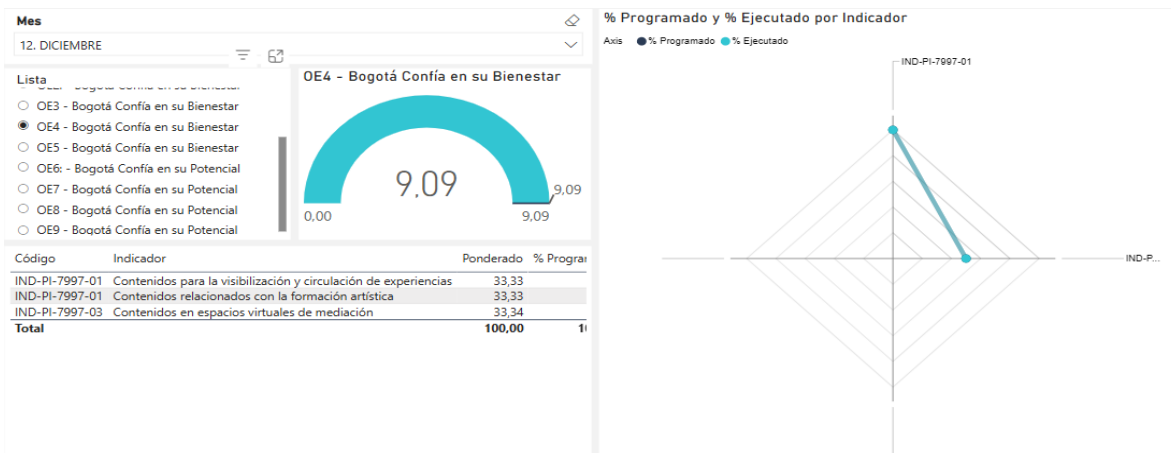 Mes
12. DICIEMBRE
Lista
OE3 - Bogotá Confía en su Bienestar
OE4 - Bogotá Confía en su Bienestar
OE5 - Bogotá Confía en su Bienestar
OE6: - Bogotá Confía en su Potencial
OE7 - Bogotá Confía en su Potencial
OE8 - Bogotá Confía en su Potencial
OE9 - Bogotá Confía en su Potencial
OE4 - Bogotá Confía en su Bienestar
9,09
9,09
0,00
9,09
Código Indicador Ponderado % Progra
IND-PI-7997-01 Contenidos para la visibilización y circulación de experiencias 33,33
IND-PI-7997-01 Contenidos relacionados con la formación artística 33,33
IND-PI-7997-03 Contenidos en espacios virtuales de mediación 33,34
Total 100,00 1
% Programado y % Ejecutado por Indicador
Axis % Programado % Ejecutado
IND-PI-7997-01
IND-P...